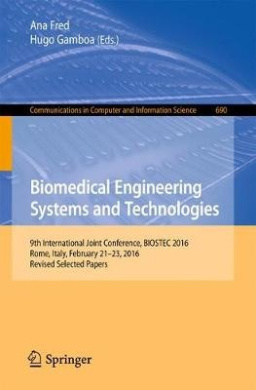 Ana Fred
Hugo Gamboa (Eds.)
Communications in Computer and Information Science 690
Biomedical Engineering
Systems and Technologies
9th International Joint Conference, BIOSTEC 2016
Rome, Italy, February 21–23, 2016
Revised Selected Papers
Springer